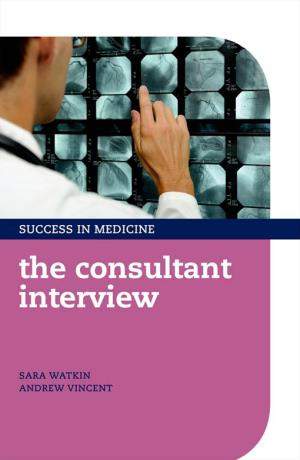 SUCCESS IN MEDICINE
the consultant
interview
SARA WATKIN
ANDREW VINCENT